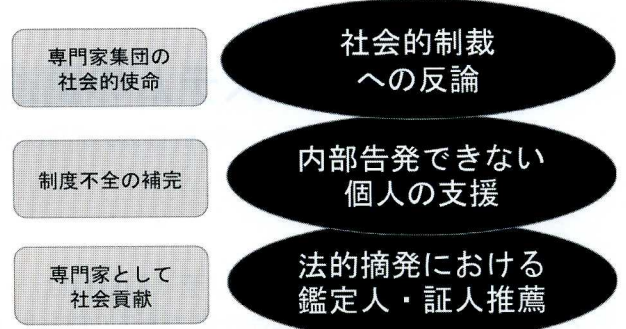 専門家集団の
社会的使命
社会的制裁
への反論
制度不全の補完
内部告発できない
個人の支援
専門家として
社会貢献
法的摘発における
鑑定人・証人推薦